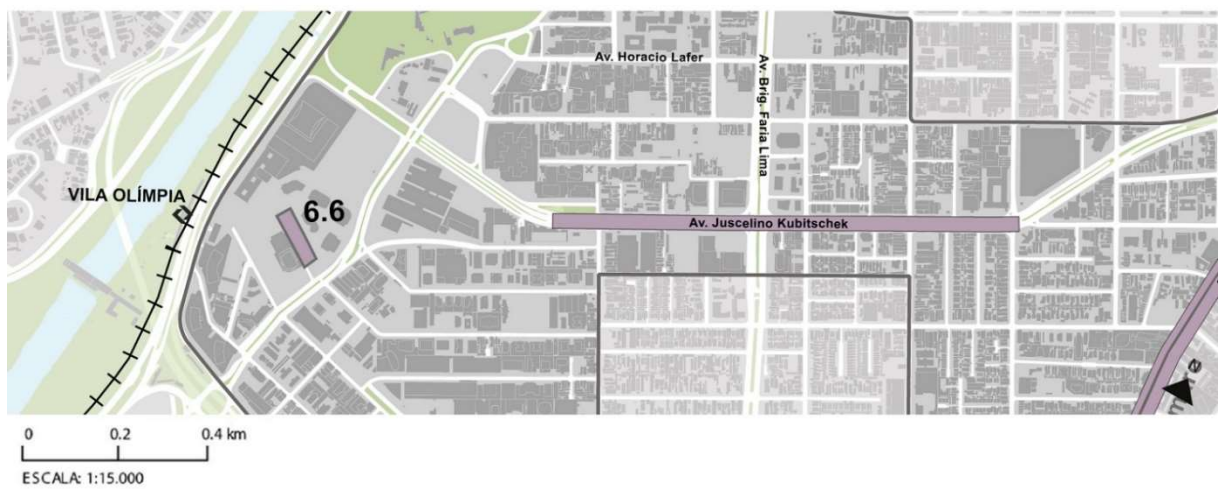 Av. Horacio Lafer
Av. Brig. Faria Lima
VILA OLÍMPIA
6.6
Av. Juscelino Kubitschek
0 0.2 0.4 km
ESCALA: 1:15.000